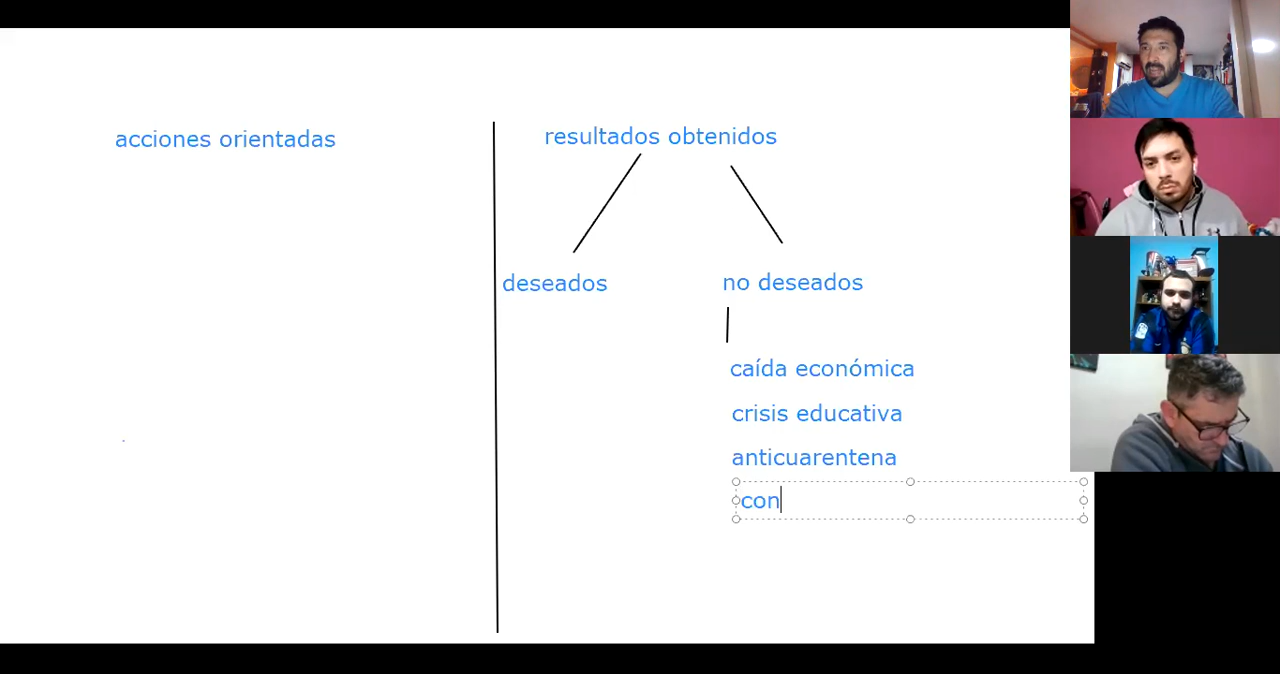 acciones orientadas
resultados obtenidos
deseados
no deseados
caída económica
crisis educativa
anticuarentena
con